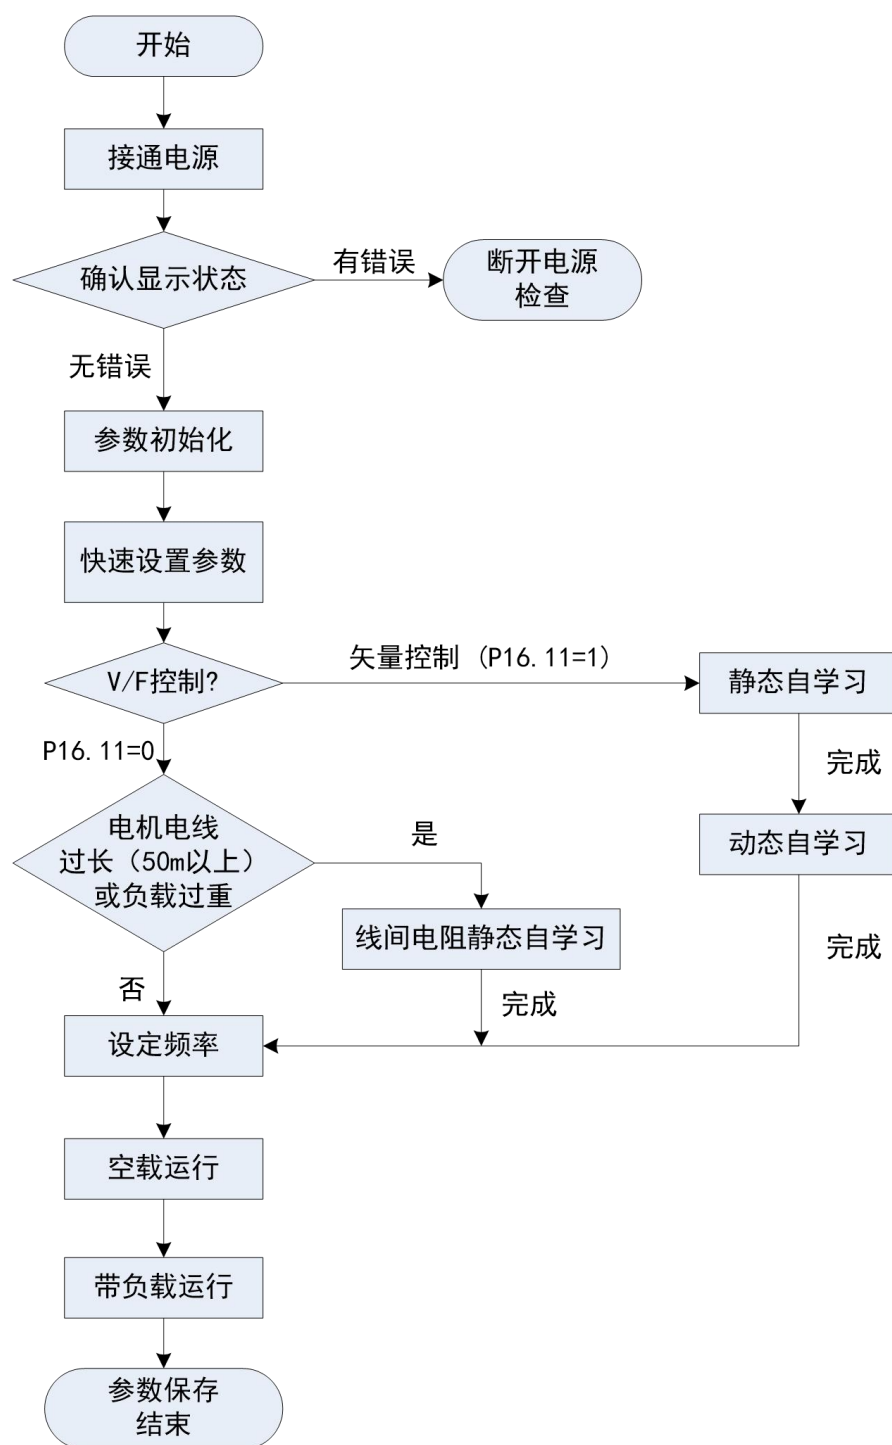 开始
接通电源
确认显示状态
有错误
断开电源
检查
无错误
参数初始化
快速设置参数
V/F控制?
矢量控制 (P16.11=1)
静态自学习
P16.11=0
完成
电机电线
过长（50m以上）
或负载过重
是
动态自学习
线间电阻静态自学习
完成
否
完成
设定频率
空载运行
带负载运行
参数保存
结束